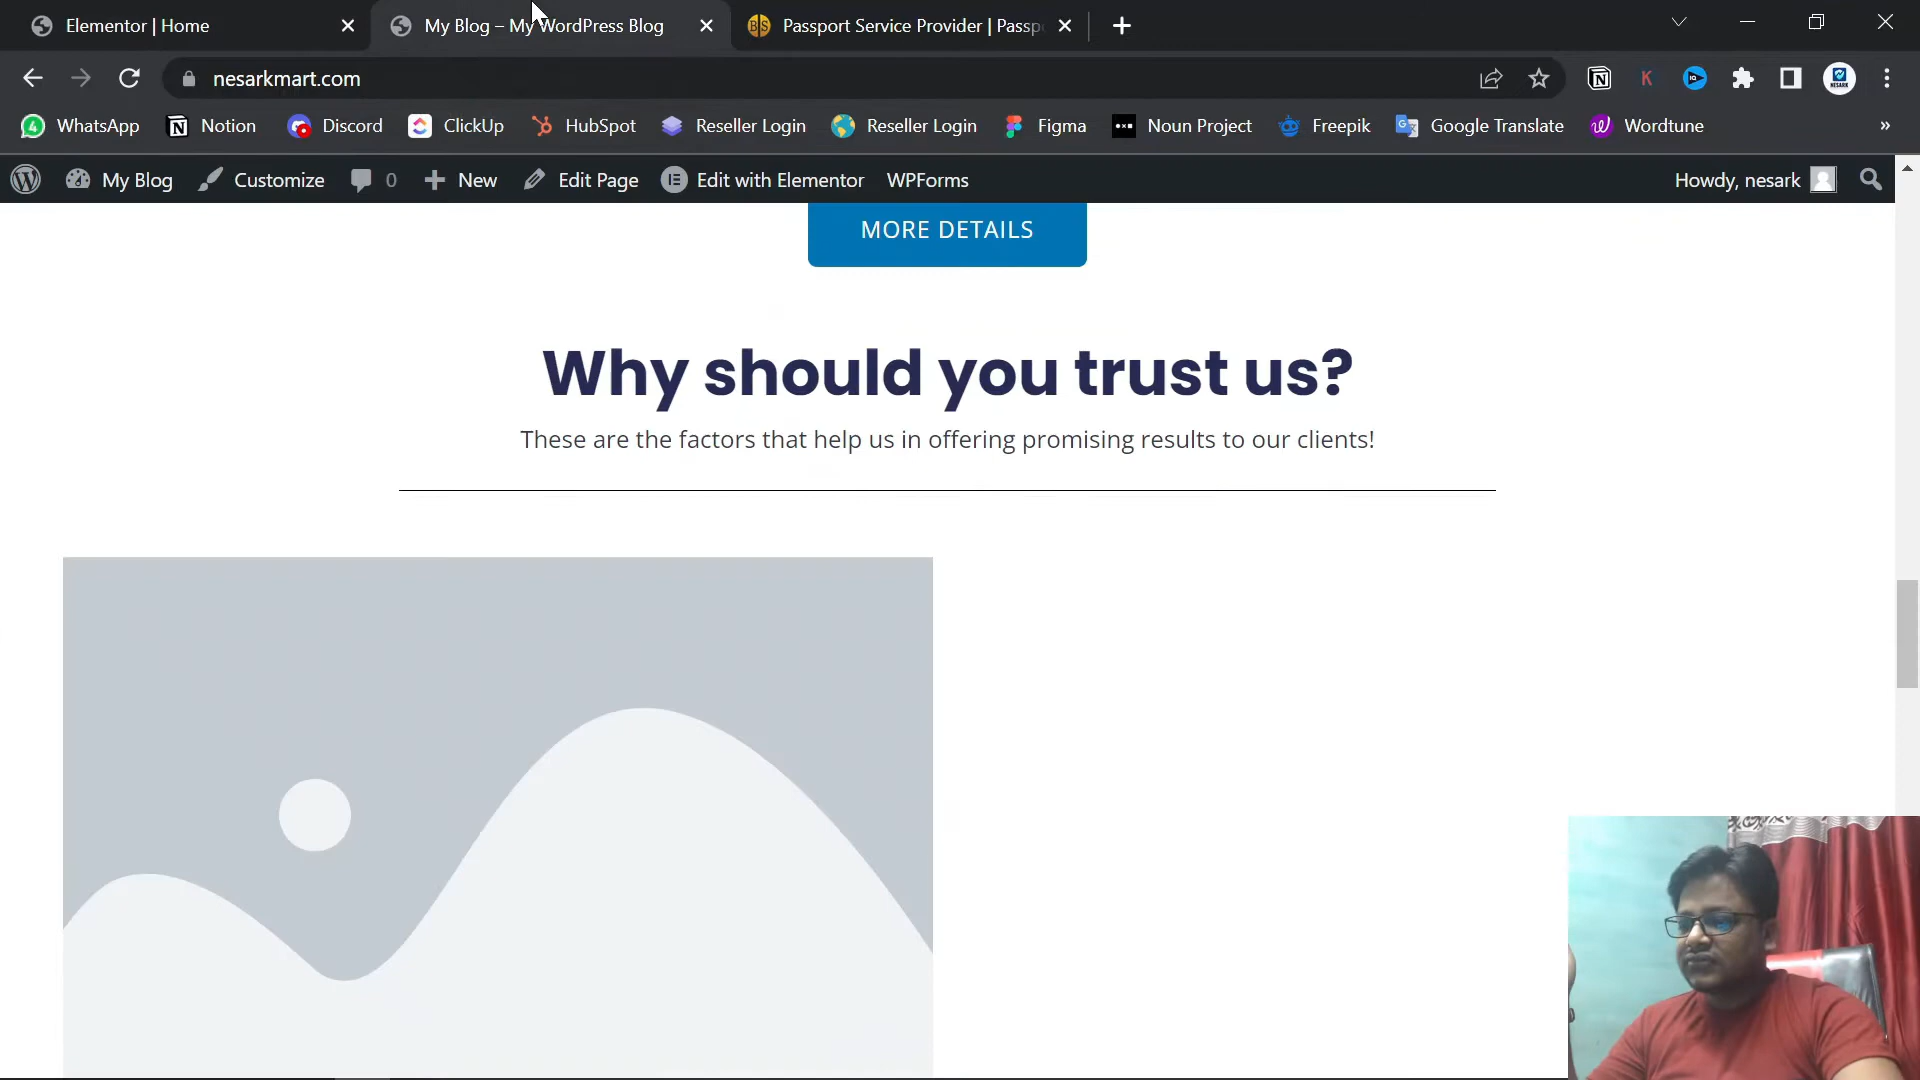 Elementor | Home
My Blog – My WordPress Blog
Passport Service Provider | Passp
nesarkmart.com
WhatsApp
Notion
Discord
ClickUp
HubSpot
Reseller Login
Reseller Login
Figma
Noun Project
Freepik
Google Translate
Wordtune
»
My Blog
Customize
0
New
Edit Page
Edit with Elementor
WPForms
Howdy, nesark
MORE DETAILS
Why should you trust us?
These are the factors that help us in offering promising results to our clients!